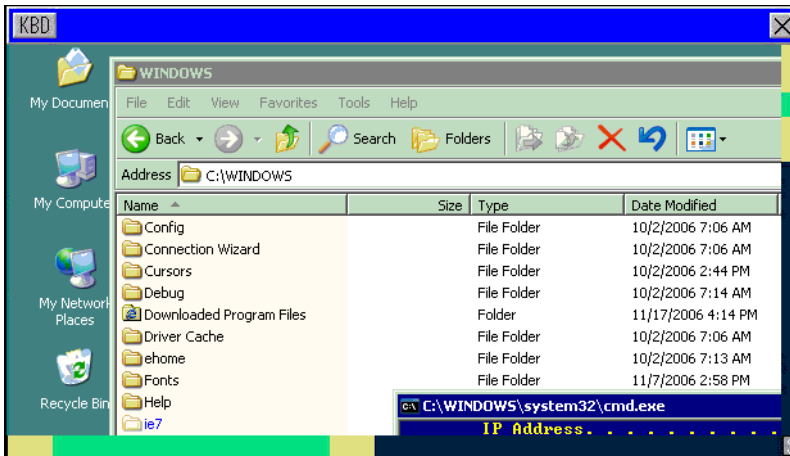 KBD
My Documen
WINDOWS
File Edit View Favorites Tools Help
Back Search Folders
Address C:\WINDOWS
My Compute
Name Size Type Date Modified
Config File Folder 10/2/2006 7:06 AM
Connection Wizard File Folder 10/2/2006 7:06 AM
Cursors File Folder 10/2/2006 2:44 PM
Debug File Folder 10/2/2006 7:14 AM
My Network
Places
Downloaded Program Files Folder 11/17/2006 4:14 PM
Driver Cache File Folder 10/2/2006 7:06 AM
ehome File Folder 10/2/2006 7:13 AM
Fonts File Folder 11/7/2006 2:58 PM
Recycle Bin
Help
ie7
C:\WINDOWS\system32\cmd.exe
IP Address. . . . . . . . . .